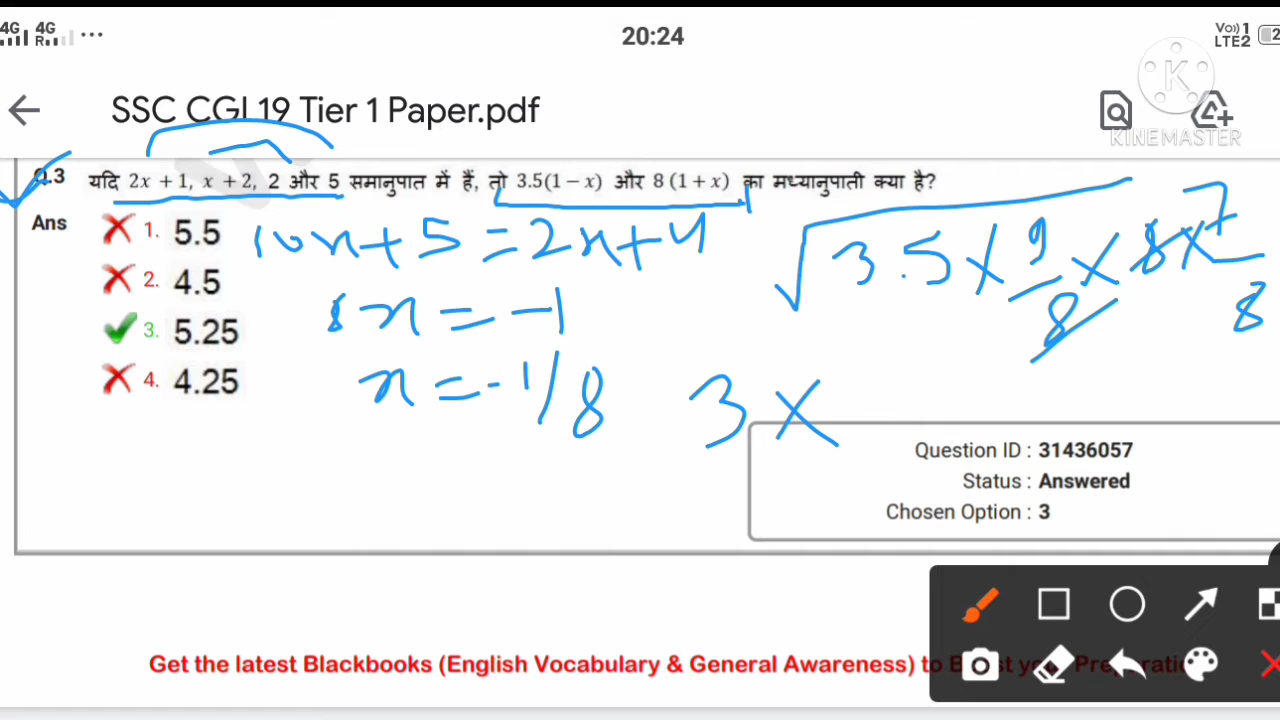 4G 4G R 20:24 Vo)) 1 LTE2 2
SSC CGL 19 Tier 1 Paper.pdf
K
KINEMASTER
Q.3 यदि 2x + 1, x + 2, 2 और 5 समानुपात में हैं, तो 3.5(1 − x) और 8 (1 + x) का मध्यानुपाती क्या है?
Ans 1. 5.5
2. 4.5
3. 5.25
4. 4.25
10x+5=2x+4
8x=-1
x=-1/8
√3.5×9/8×8×7/8
3×
Question ID : 31436057
Status : Answered
Chosen Option : 3
Get the latest Blackbooks (English Vocabulary & General Awareness) to